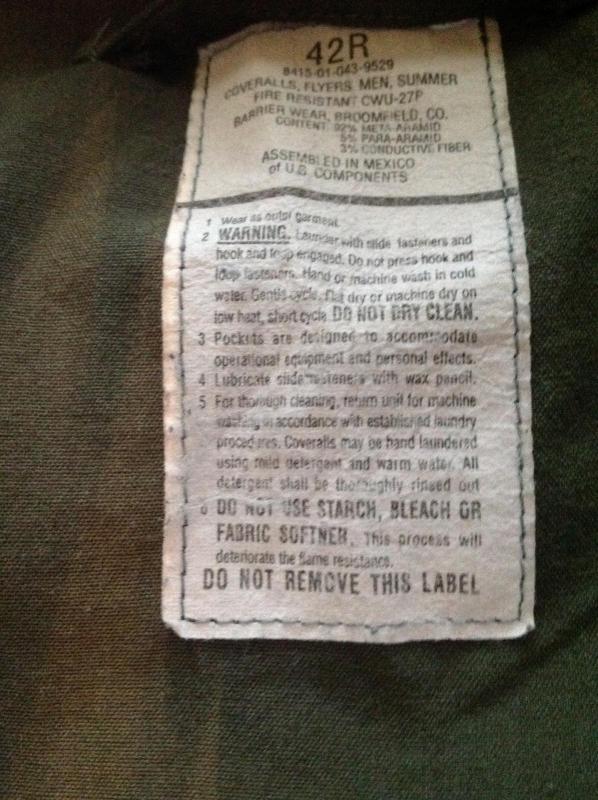 42R
8415-01-043-9529
COVERALLS, FLYERS MEN, SUMMER
FIRE RESISTANT CWU-27P
BARRIER WEAR, BROOMFIELD, CO.
CONTENT: 92% META-ARAMID
5% PARA-ARAMID
3% CONDUCTIVE FIBER
ASSEMBLED IN MEXICO
of U.S. COMPONENTS
1 Wear as outer garment.
2 WARNING. Launder with slide fasteners and
hook and loop engaged. Do not press hook and
loop fasteners. Hand or machine wash in cold
water. Gentle cycle. Flat dry or machine dry on
low heat, short cycle. DO NOT DRY CLEAN.
3 Pockets are designed to accommodate
operational equipment and personal effects.
4 Lubricate slide fasteners with wax pencil.
5 For thorough cleaning, return unit for machine
washing in accordance with established laundry
procedures. Coveralls may be hand laundered
using mild detergent and warm water. All
detergent shall be thoroughly rinsed out
6 DO NOT USE STARCH, BLEACH OR
FABRIC SOFTNER. This process will
deteriorate the flame resistance.
DO NOT REMOVE THIS LABEL